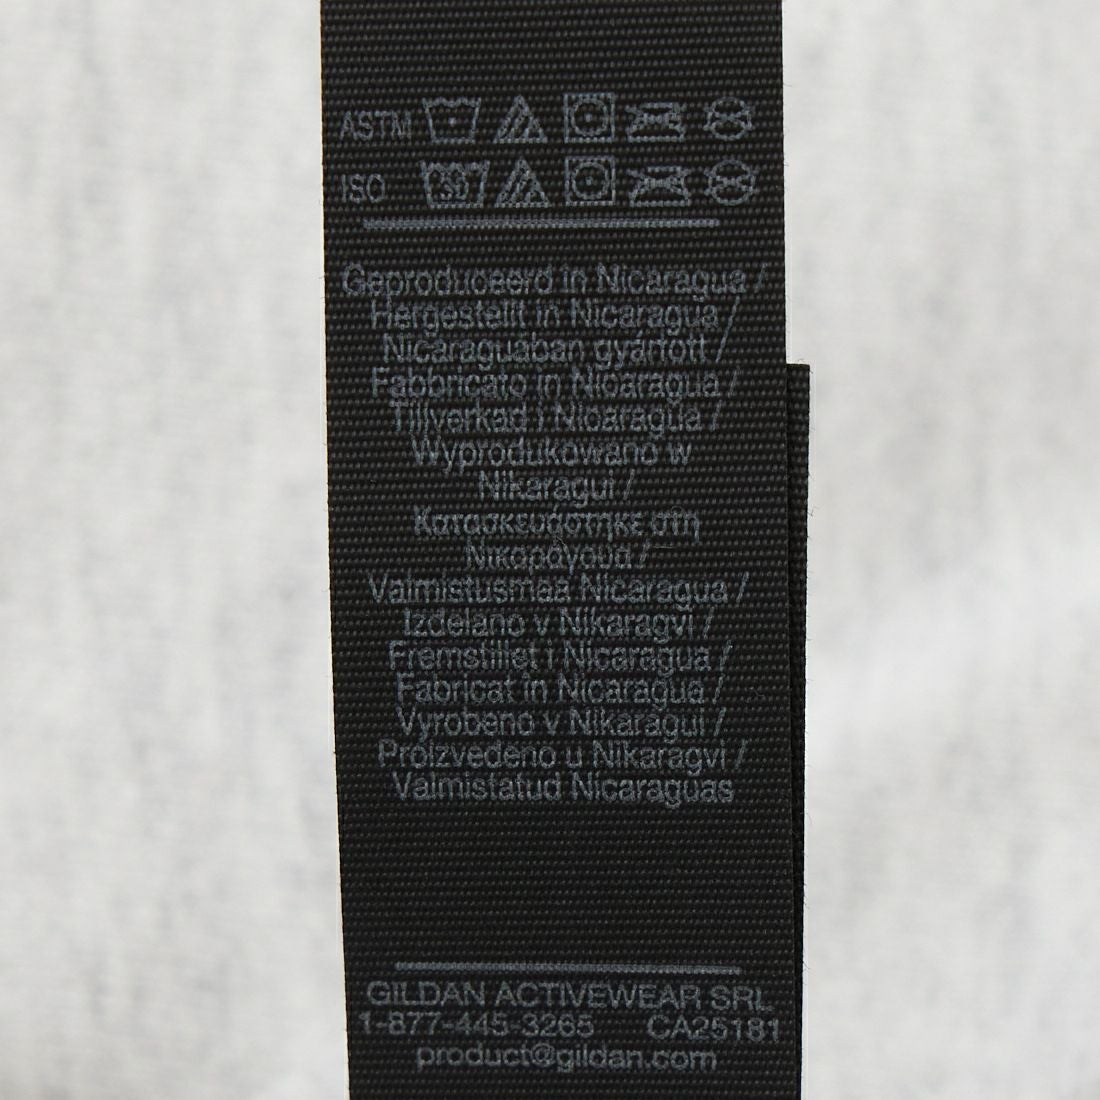 ASTM
ISO 30
Geproduceerd in Nicaragua /
Hergestellt in Nicaragua /
Nicaraguában gyártott /
Fabbricato in Nicaragua /
Tillverkad i Nicaragua /
Wyprodukowano w
Nikaragui /
Κατασκευάστηκε στη
Νικαράγουα /
Valmistusmaa Nicaragua /
Izdelano v Nikaragvi /
Fremstillet i Nicaragua /
Fabricat în Nicaragua /
Vyrobeno v Nikaragui /
Proizvedeno u Nikaragvi /
Valmistatud Nicaraguas
GILDAN ACTIVEWEAR SRL
1-877-445-3265 CA25181
product@gildan.com